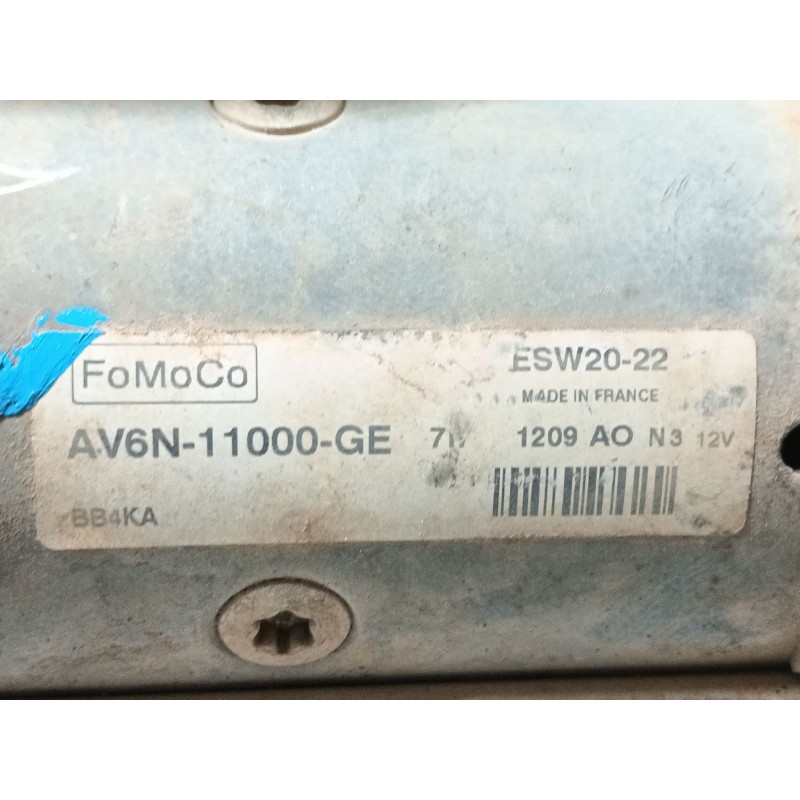 FoMoCo
ESW20-22
MADE IN FRANCE
AV6N-11000-GE 1209 AO N3 12V
BB4KA